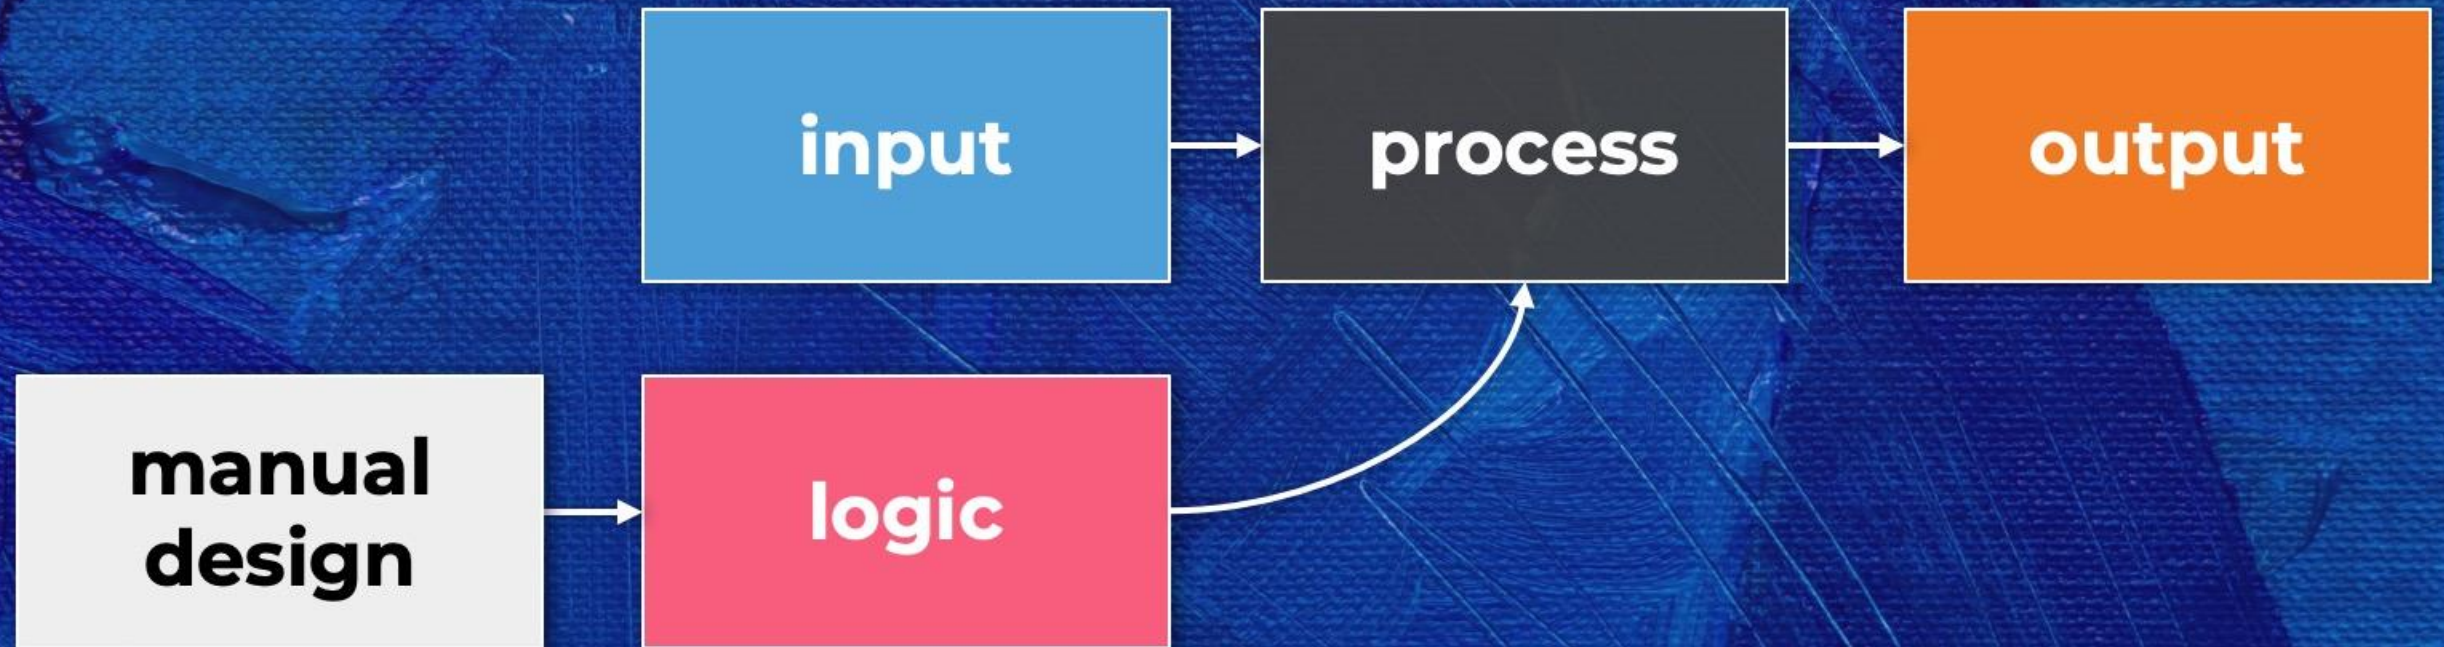 input
process
output
manual
design
logic